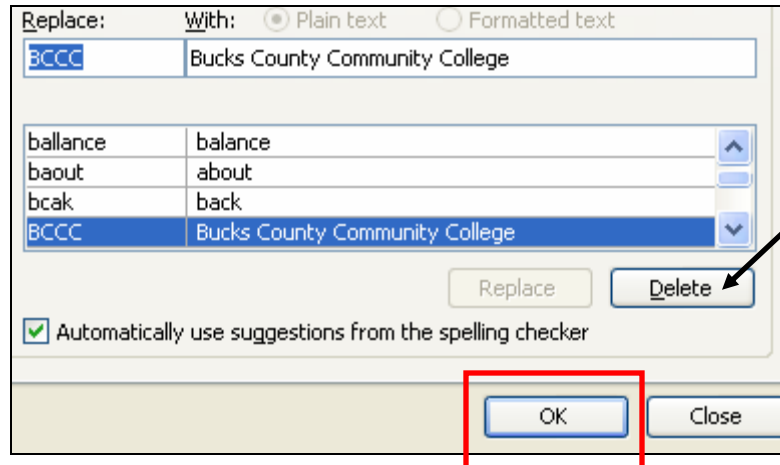 Replace: With: Plain text Formatted text
BCCC Bucks County Community College
ballance balance
baout about
bcak back
BCCC Bucks County Community College
Replace Delete
Automatically use suggestions from the spelling checker
OK Close